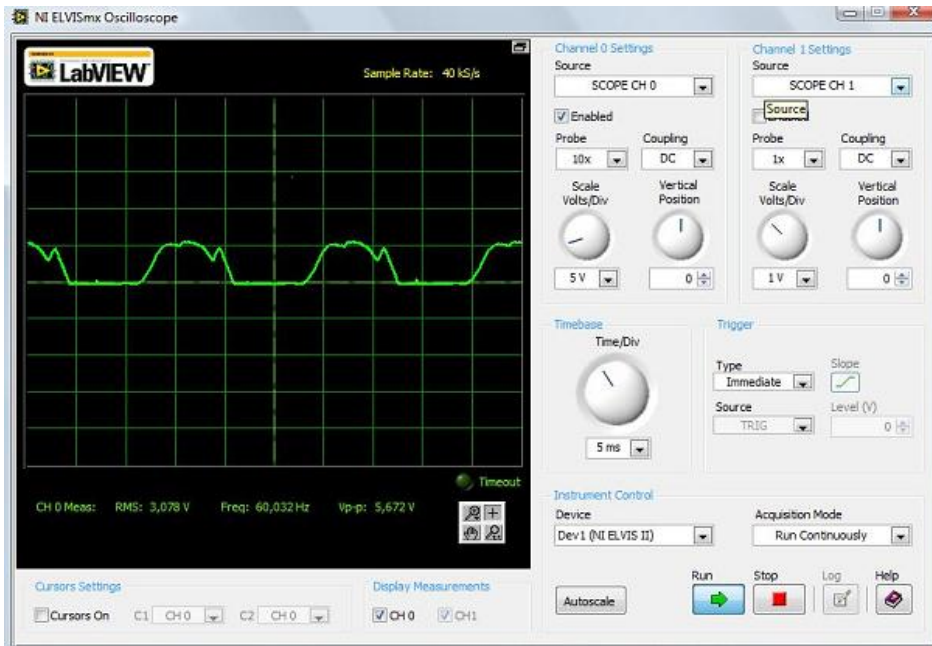 NI ELVISmx Oscilloscope
LabVIEW
Sample Rate: 40 kS/s
Timeout
CH 0 Meas: RMS: 3,078 V Freq: 60,032 Hz Vp-p: 5,672 V
Cursors Settings
Cursors On C1 CH 0 C2 CH 0
Display Measurements
CH 0 CH1
Channel 0 Settings
Source
SCOPE CH 0
Enabled
Probe Coupling
10x DC
Scale Vertical
Volts/Div Position
5 V 0
Channel 1 Settings
Source
SCOPE CH 1
Source
Probe Coupling
1x DC
Scale Vertical
Volts/Div Position
1 V 0
Timebase
Time/Div
5 ms
Trigger
Type Slope
Immediate
Source Level (V)
TRIG 0
Instrument Control
Device Acquisition Mode
Dev1 (NI ELVIS II) Run Continuously
Run Stop Log Help
Autoscale